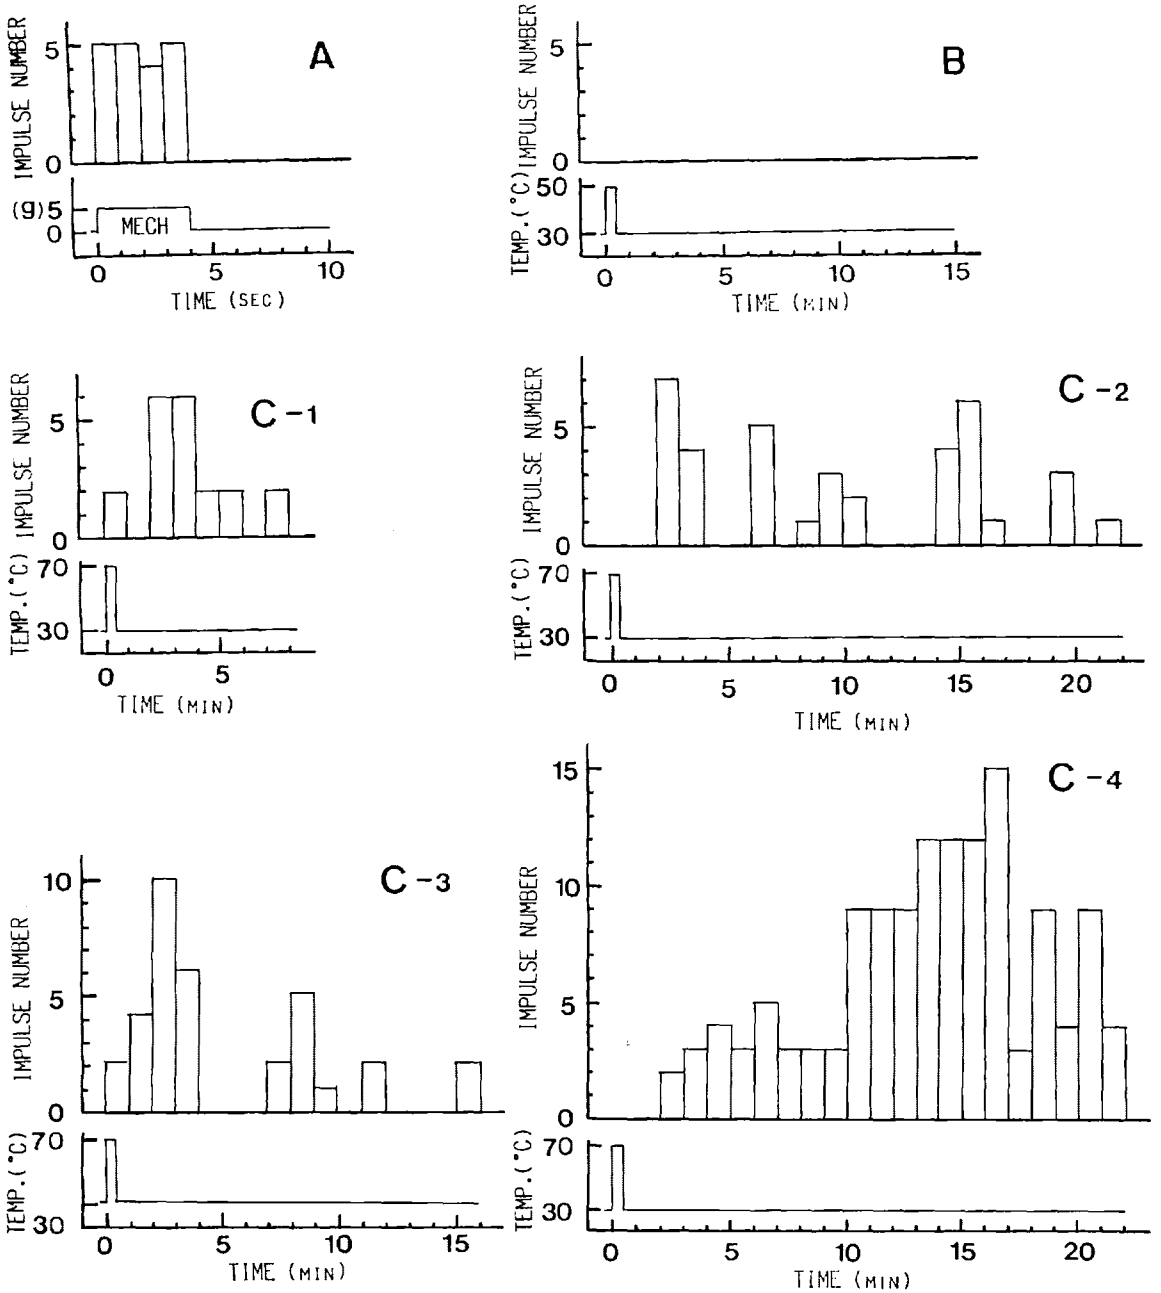 A
IMPULSE NUMBER
5
0
(g)
5
0
MECH
0 5 10
TIME (SEC)
B
IMPULSE NUMBER
5
0
TEMP.(°C)
50
30
0 5 10 15
TIME (MIN)
C-1
IMPULSE NUMBER
5
0
TEMP.(°C)
70
30
0 5
TIME (MIN)
C-2
IMPULSE NUMBER
5
0
TEMP.(°C)
70
30
0 5 10 15 20
TIME (MIN)
C-3
IMPULSE NUMBER
10
5
0
TEMP.(°C)
70
30
0 5 10 15
TIME (MIN)
C-4
IMPULSE NUMBER
15
10
5
0
TEMP.(°C)
70
30
0 5 10 15 20
TIME (MIN)